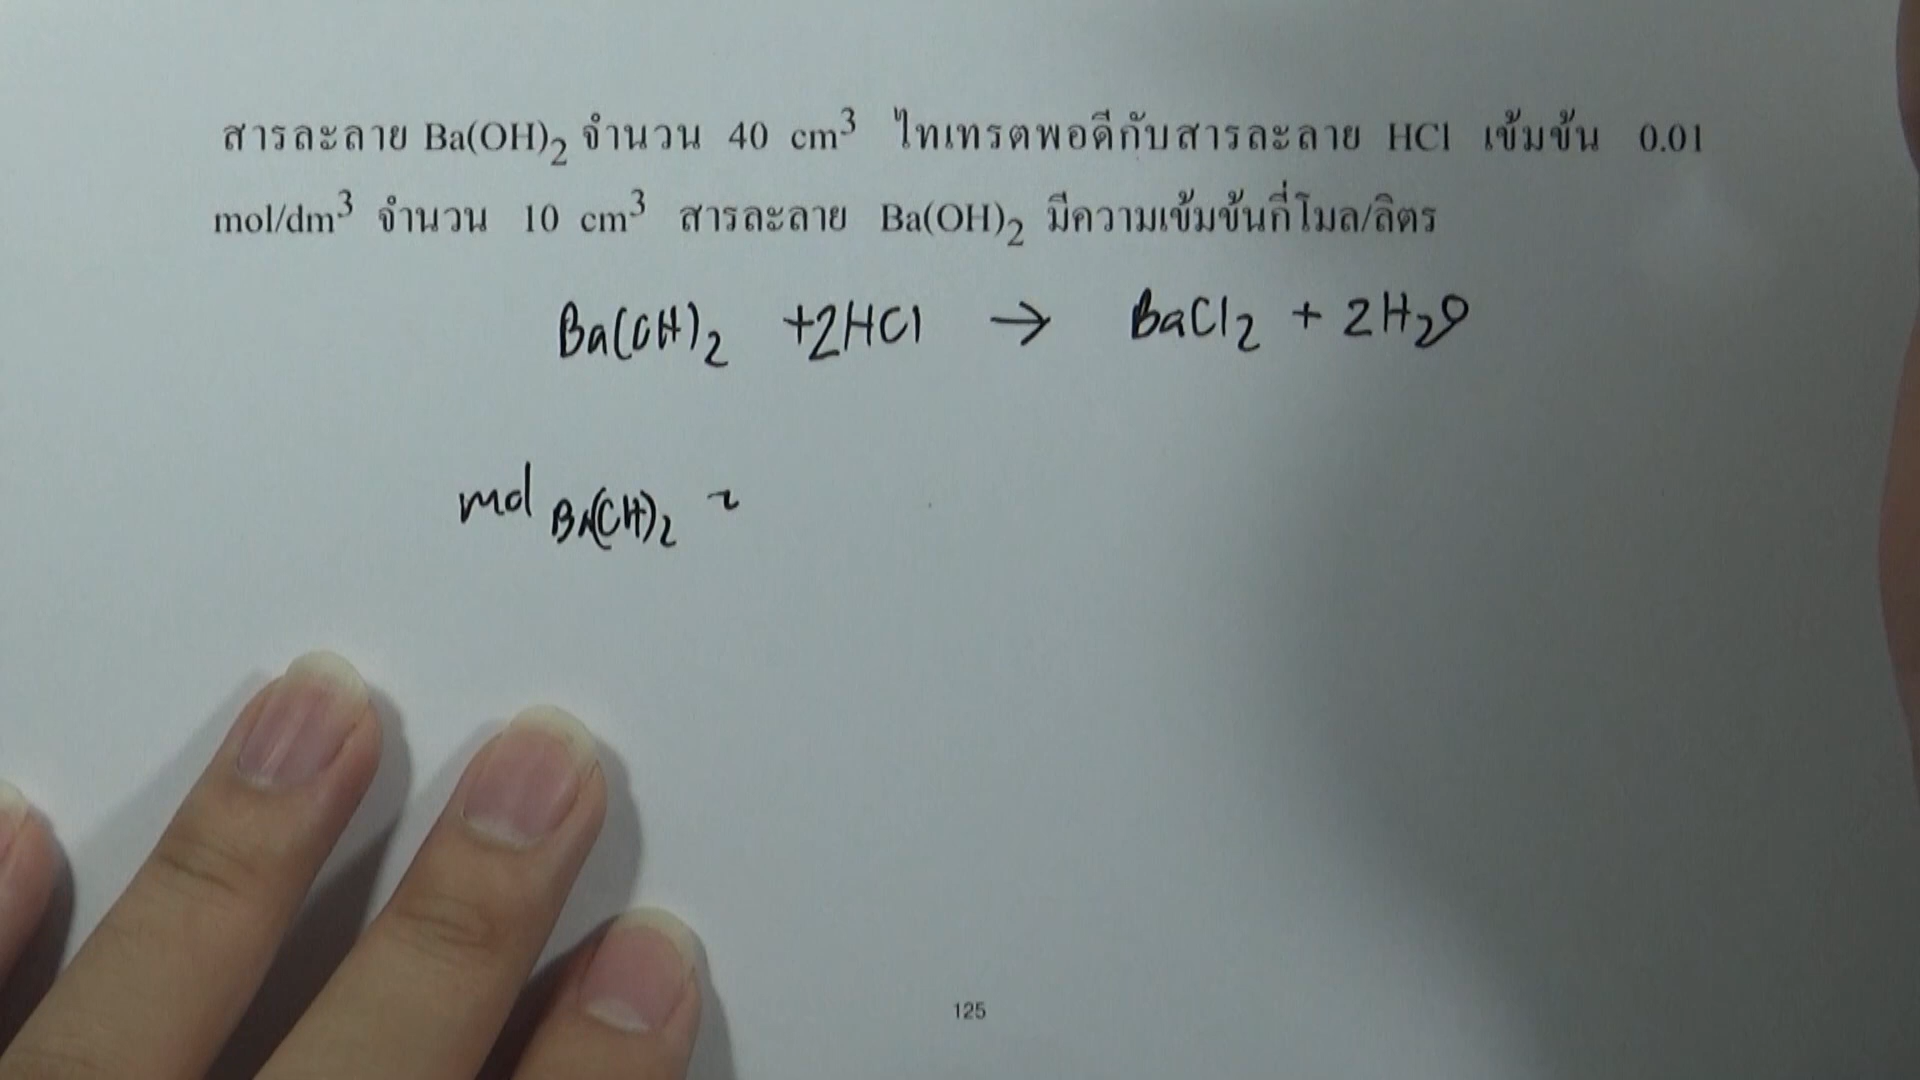 สารละลาย Ba(OH)₂ จำนวน 40 cm³ ไทเทรตพอดีกับสารละลาย HCl เข้มข้น 0.01
mol/dm³ จำนวน 10 cm³ สารละลาย Ba(OH)₂ มีความเข้มข้นกี่โมล/ลิตร
Ba(OH)₂ +2HCl → BaCl₂ + 2H₂O
mol Ba(OH)₂ =
125